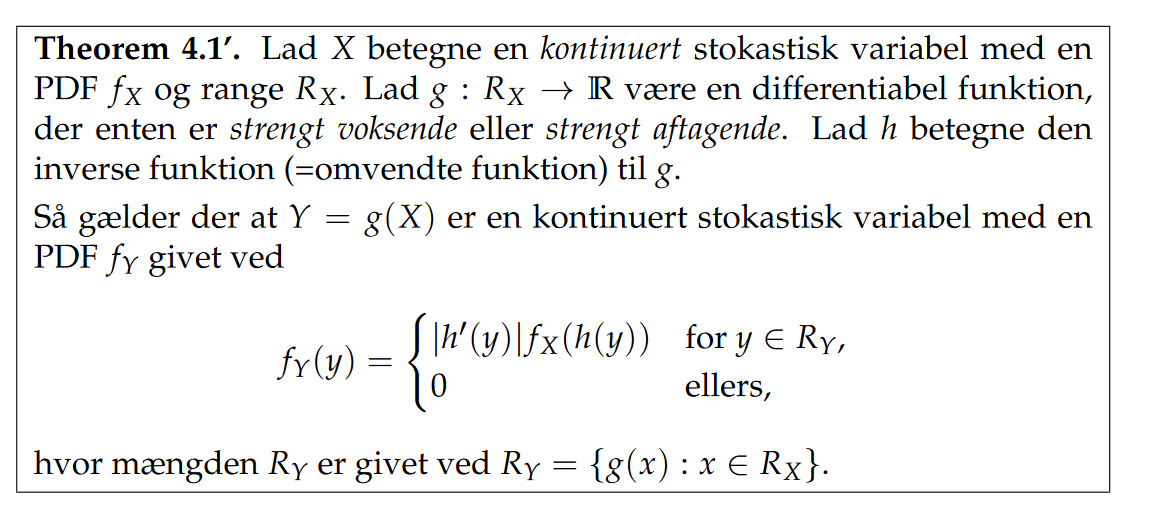 Theorem 4.1′. Lad X betegne en kontinuert stokastisk variabel med en
PDF f_X og range R_X. Lad g : R_X → ℝ være en differentiabel funktion,
der enten er strengt voksende eller strengt aftagende. Lad h betegne den
inverse funktion (=omvendte funktion) til g.
Så gælder der at Y = g(X) er en kontinuert stokastisk variabel med en
PDF f_Y givet ved
f_Y(y) = { |h′(y)|f_X(h(y)) for y ∈ R_Y,
0 ellers,
hvor mængden R_Y er givet ved R_Y = {g(x) : x ∈ R_X}.